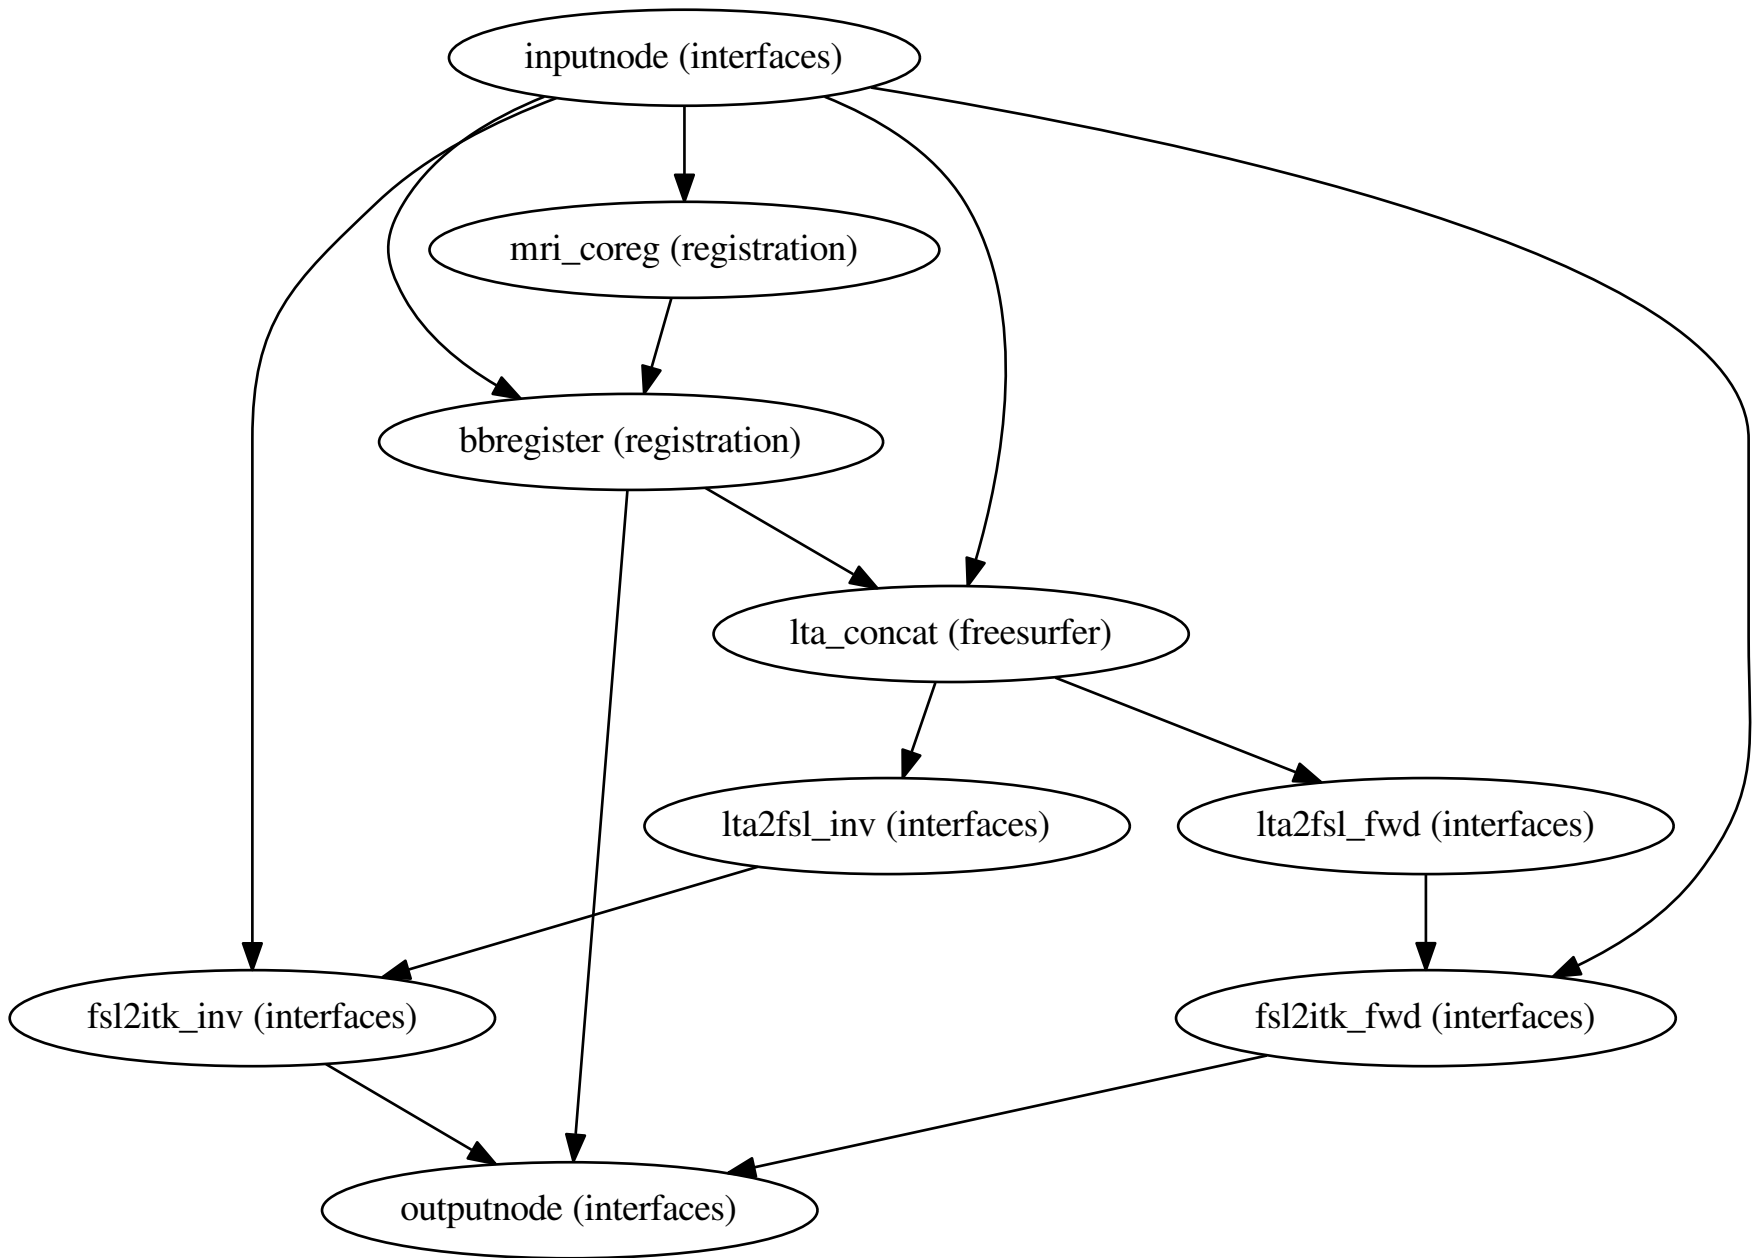 inputnode (interfaces)
mri_coreg (registration)
bbregister (registration)
lta_concat (freesurfer)
lta2fsl_inv (interfaces)
lta2fsl_fwd (interfaces)
fsl2itk_inv (interfaces)
fsl2itk_fwd (interfaces)
outputnode (interfaces)